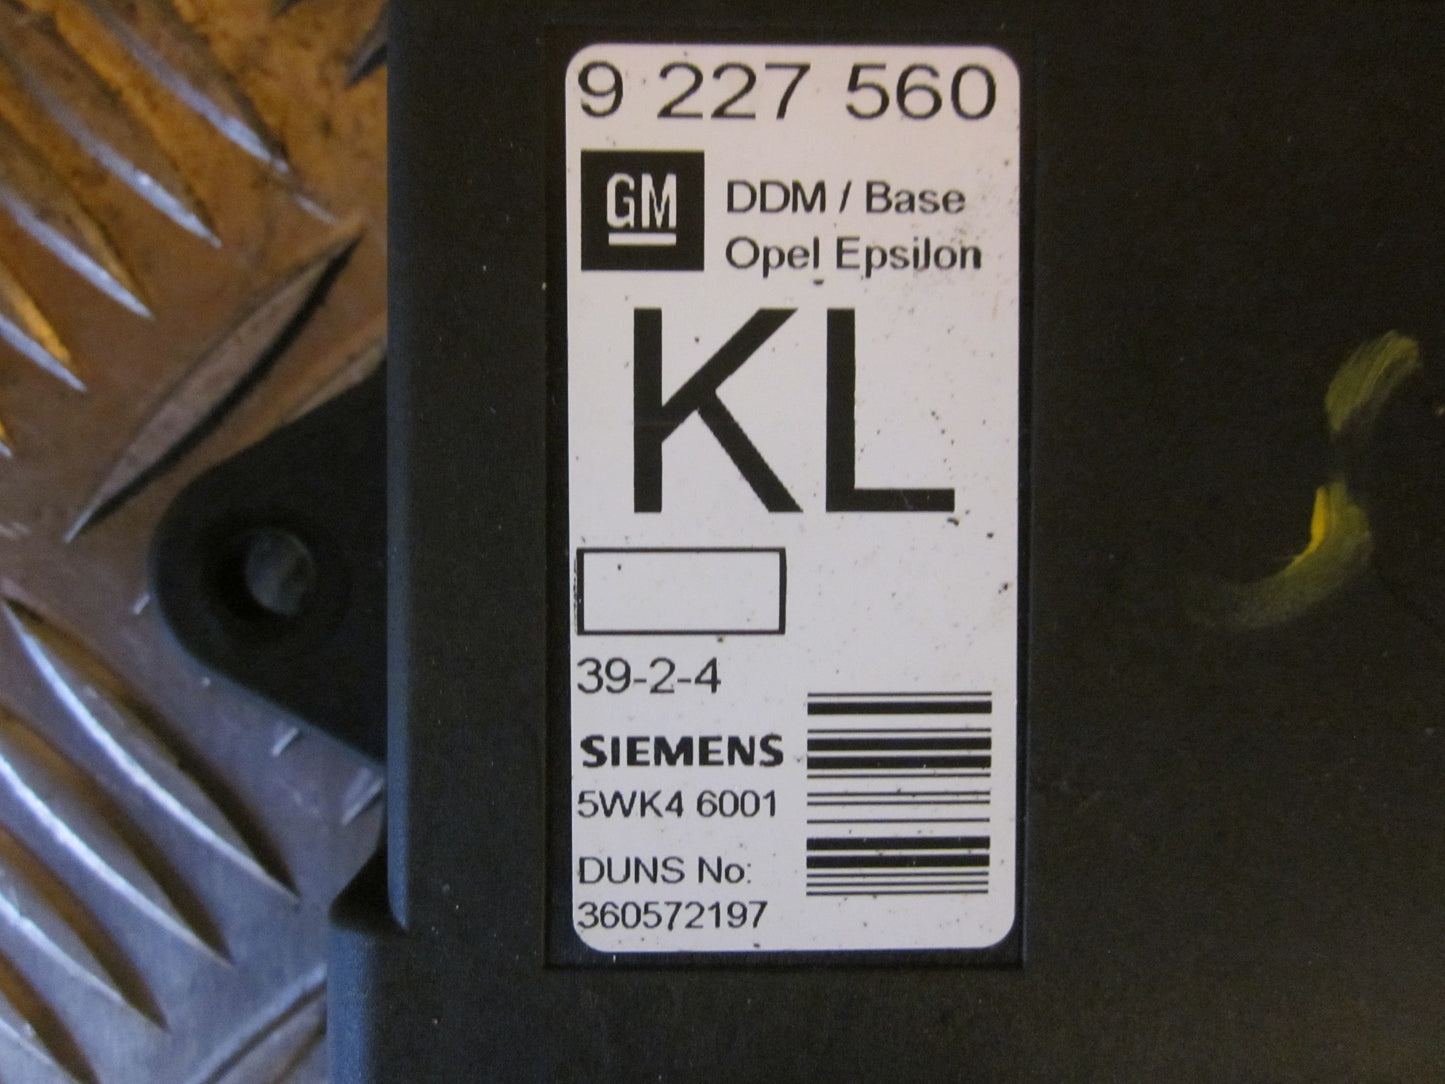 9 227 560
GM
DDM / Base
Opel Epsilon
KL
39-2-4
SIEMENS
5WK4 6001
DUNS No:
360572197